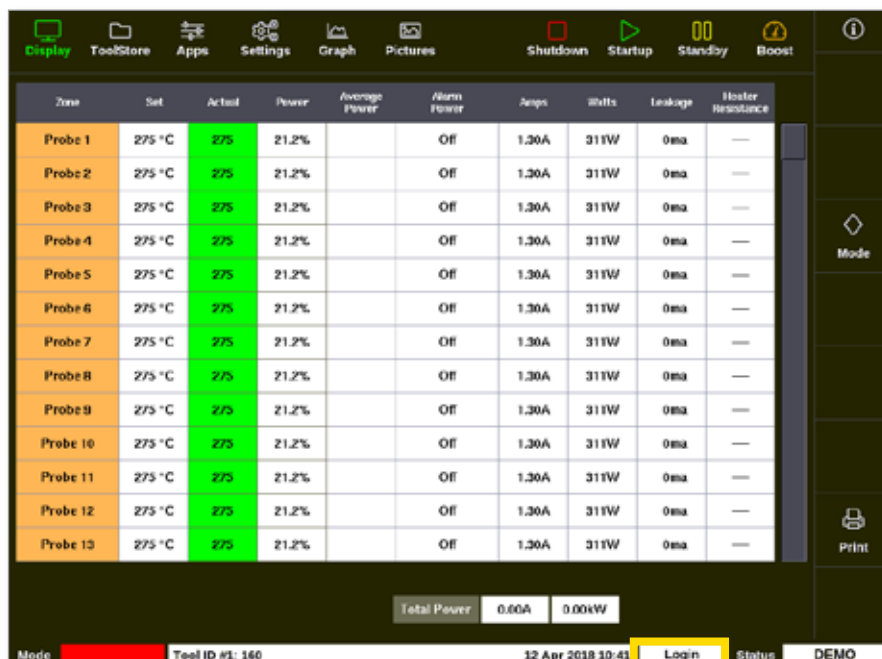 Display ToolStore Apps Settings Graph Pictures Shutdown Startup Standby Boost
Zone Set Actual Power Average Power Alarm Power Amps Watts Leakage Heater Resistance
Probe 1 275 °C 275 21.2% Off 1.30A 311W 0ma —
Probe 2 275 °C 275 21.2% Off 1.30A 311W 0ma —
Probe 3 275 °C 275 21.2% Off 1.30A 311W 0ma —
Probe 4 275 °C 275 21.2% Off 1.30A 311W 0ma —
Mode
Probe 5 275 °C 275 21.2% Off 1.30A 311W 0ma —
Probe 6 275 °C 275 21.2% Off 1.30A 311W 0ma —
Probe 7 275 °C 275 21.2% Off 1.30A 311W 0ma —
Probe 8 275 °C 275 21.2% Off 1.30A 311W 0ma —
Probe 9 275 °C 275 21.2% Off 1.30A 311W 0ma —
Probe 10 275 °C 275 21.2% Off 1.30A 311W 0ma —
Probe 11 275 °C 275 21.2% Off 1.30A 311W 0ma —
Probe 12 275 °C 275 21.2% Off 1.30A 311W 0ma —
Probe 13 275 °C 275 21.2% Off 1.30A 311W 0ma —
Print
Total Power 0.00A 0.00kW
Mode Tool ID #1: 160 12 Apr 2018 10:41 Login Status DEMO